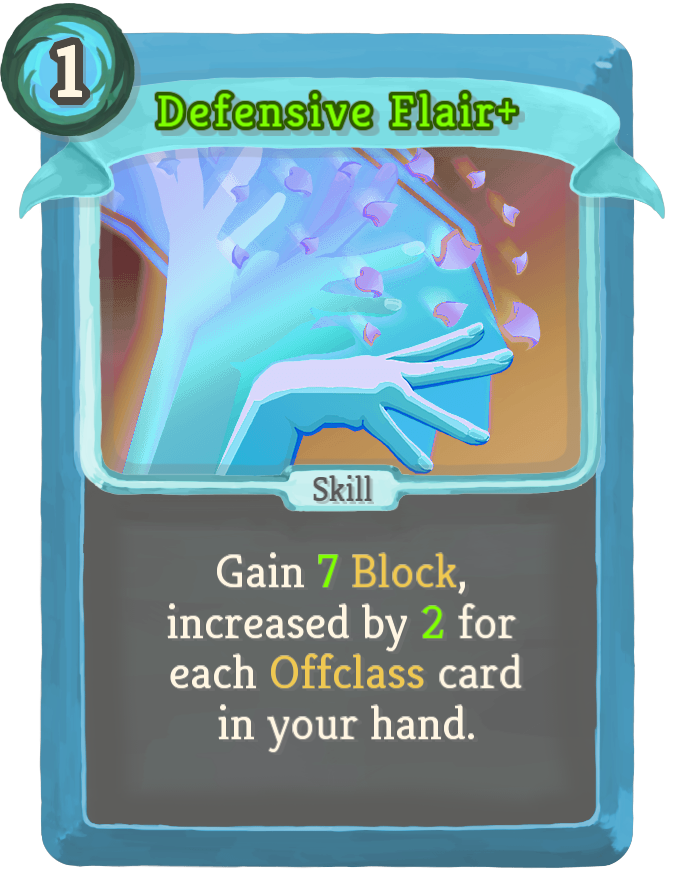 1
Defensive Flair+
Skill
Gain 7 Block,
increased by 2 for
each Offclass card
in your hand.